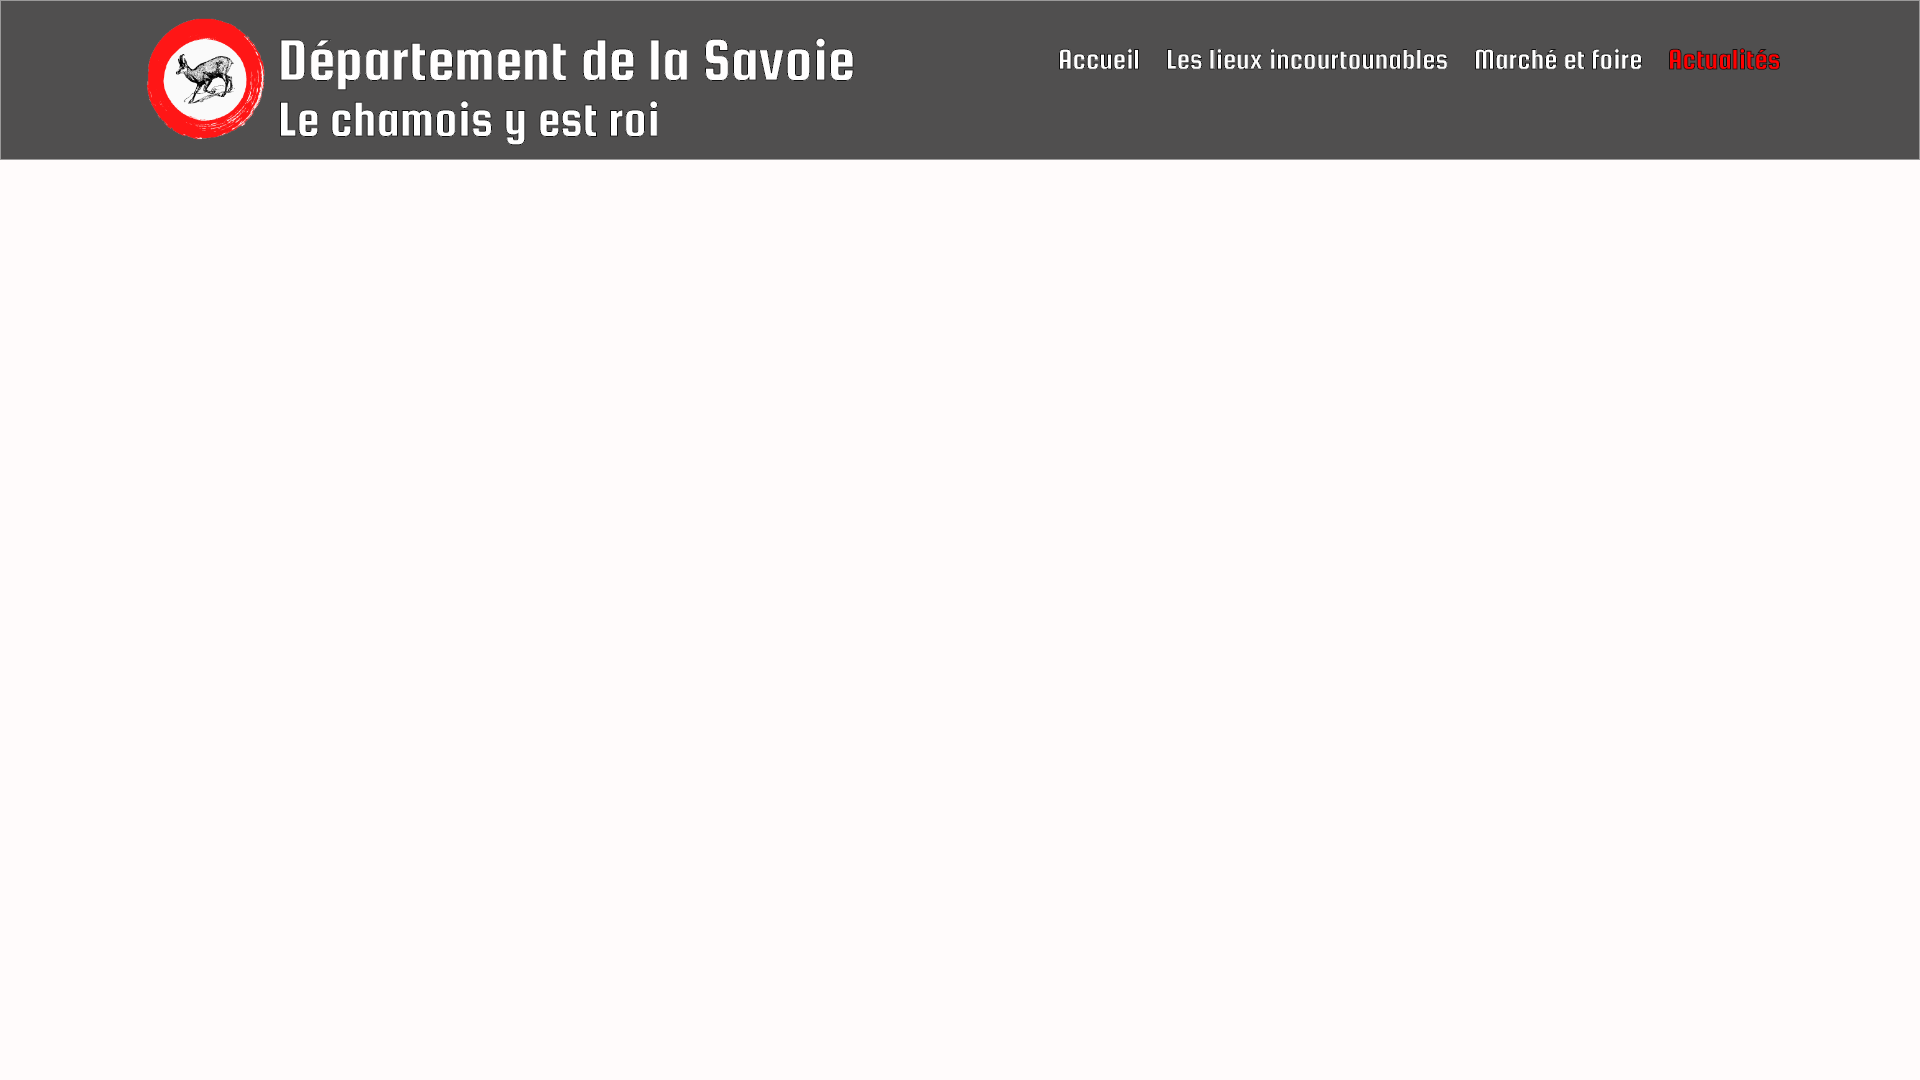 Département de la Savoie
Le chamois y est roi
Accueil Les lieux incourtounables Marché et foire Actualités